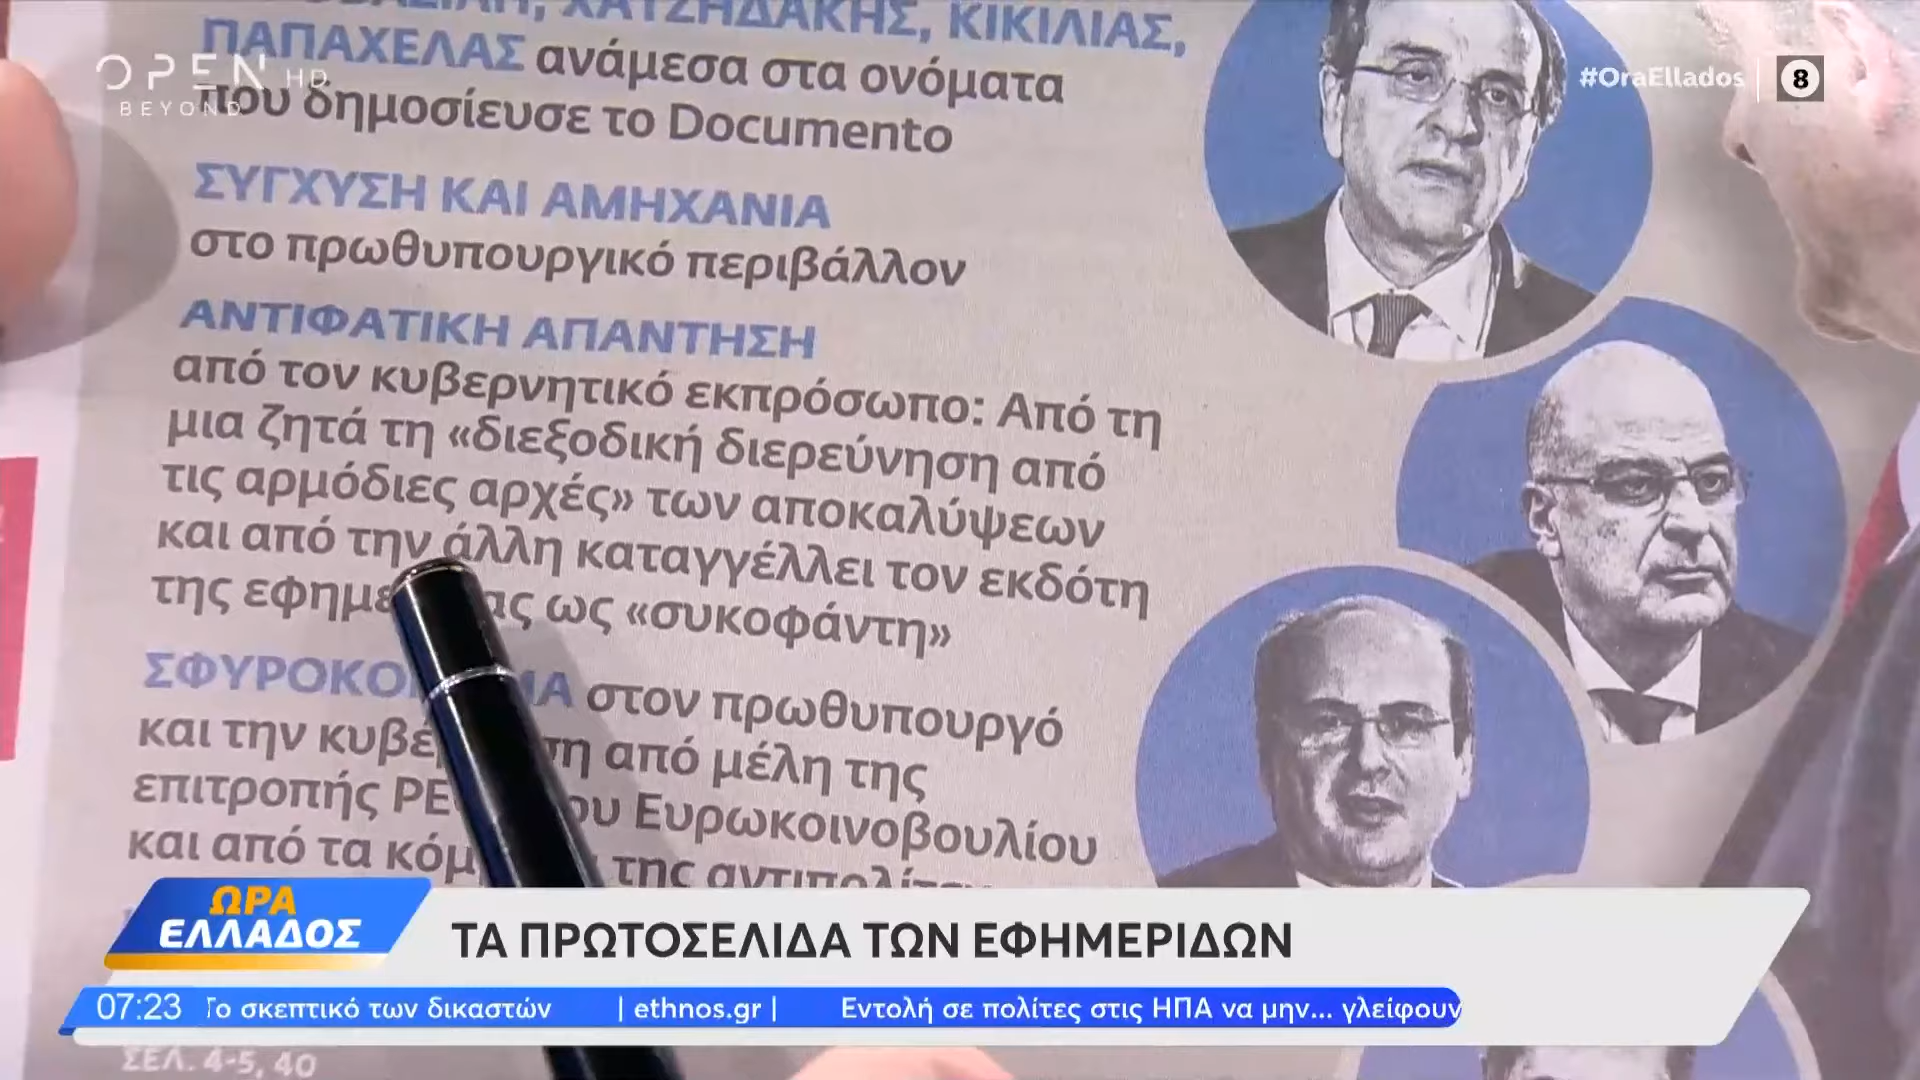 ΧΑΤΖΗΔΑΚΗΣ, ΚΙΚΙΛΙΑΣ,
ΠΑΠΑΧΕΛΑΣ ανάμεσα στα ονόματα
που δημοσίευσε το Documento
OPEN HD
BEYOND
#OraEllados
8
ΣΥΓΧΥΣΗ ΚΑΙ ΑΜΗΧΑΝΙΑ
στο πρωθυπουργικό περιβάλλον
ΑΝΤΙΦΑΤΙΚΗ ΑΠΑΝΤΗΣΗ
από τον κυβερνητικό εκπρόσωπο: Από τη
μια ζητά τη «διεξοδική διερεύνηση από
τις αρμόδιες αρχές» των αποκαλύψεων
και από την άλλη καταγγέλλει τον εκδότη
της ως «συκοφάντη»
στον πρωθυπουργό
και την από μέλη της
επιτροπής Ευρωκοινοβουλίου
και από τα της
ΩΡΑ
ΕΛΛΑΔΟΣ
ΤΑ ΠΡΩΤΟΣΕΛΙΔΑ ΤΩΝ ΕΦΗΜΕΡΙΔΩΝ
07:23 Το σκεπτικό των δικαστών | ethnos.gr | Εντολή σε πολίτες στις ΗΠΑ να μην... γλείφουν
ΣΕΛ. 4-5, 40